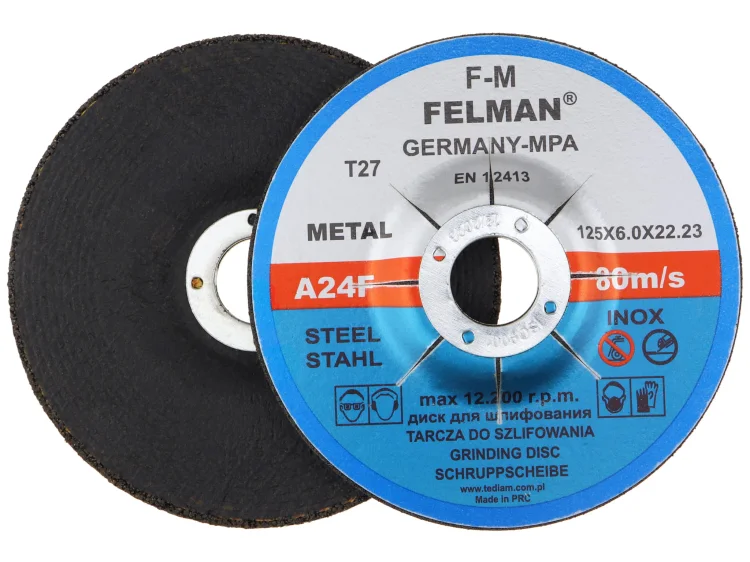 F-M
FELMAN®
GERMANY-MPA
T27
EN 12413
METAL
125X6.0X22.23
A24F
80m/s
STEEL
STAHL
INOX
max 12.200 r.p.m.
диск для шлифования
TARCZA DO SZLIFOWANIA
GRINDING DISC
SCHRUPPSCHEIBE
www.tediam.com.pl
Made in PRC